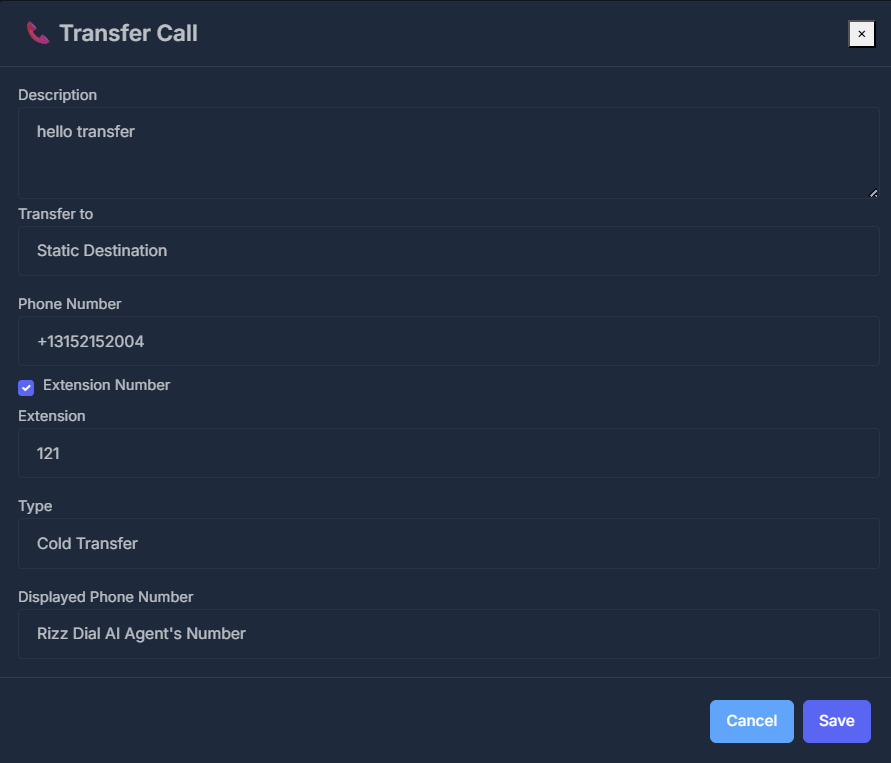 Transfer Call
×
Description
hello transfer
Transfer to
Static Destination
Phone Number
+13152152004
Extension Number
Extension
121
Type
Cold Transfer
Displayed Phone Number
Rizz Dial AI Agent's Number
Cancel Save